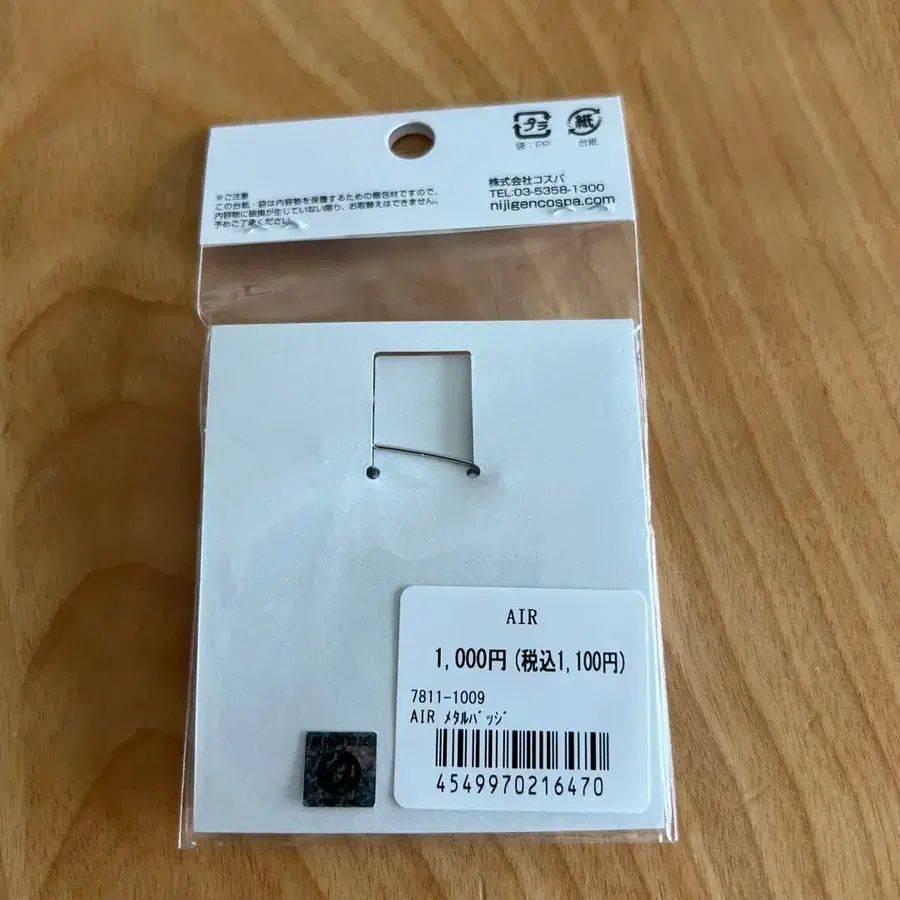 プラ
紙
袋：PP
台紙
※ご注意
この台紙・袋は内容物を保護するための梱包材ですので、
内容物に破損が生じていない限り、お取替えはできません。
予めご了承ください。
株式会社コスパ
TEL:03-5358-1300
nijigencospa.com
AIR
1,000円(税込1,100円)
7811-1009
AIR ﾒﾀﾙﾊﾞｯｼﾞ
4549970216470